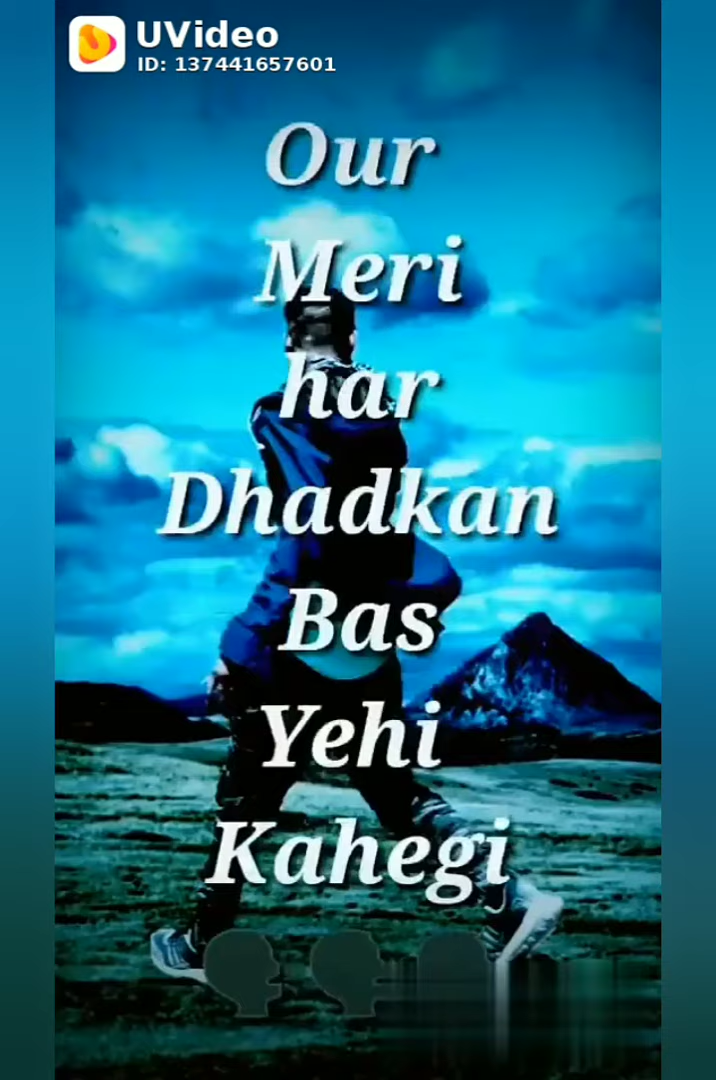 UVideo
ID: 137441657601
Our
Meri
har
Dhadkan
Bas
Yehi
Kahegi